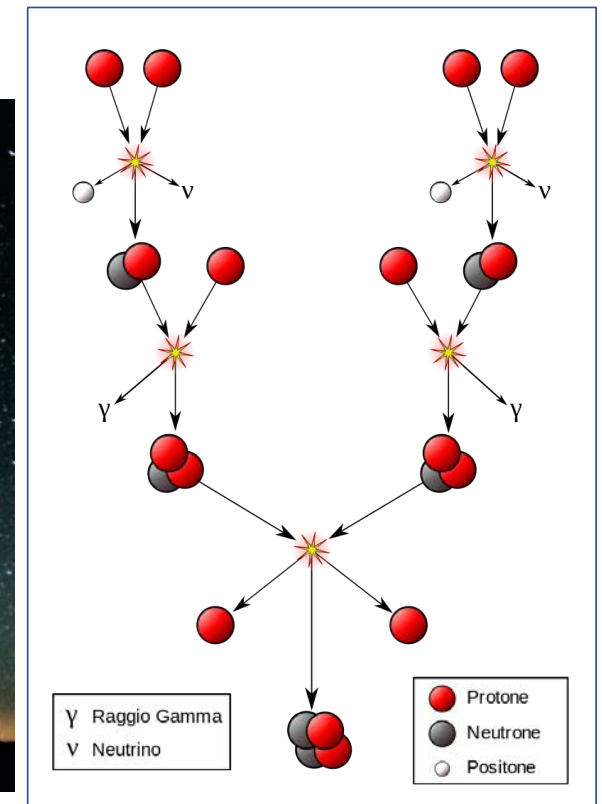 ν
ν
γ
γ
γ Raggio Gamma
ν Neutrino
Protone
Neutrone
Positone